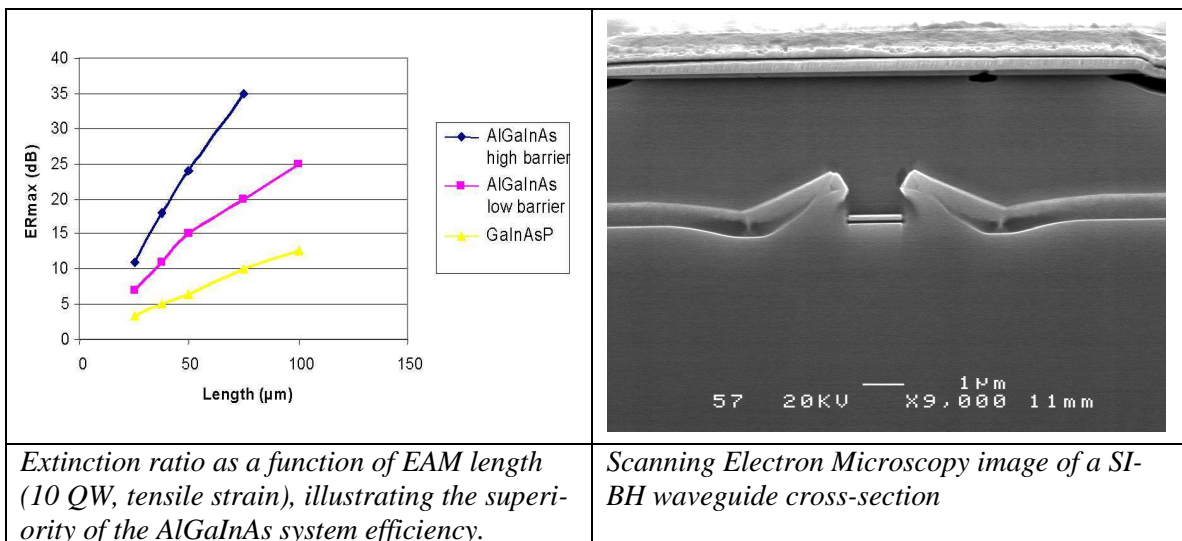 40
35
30
25
20
15
10
5
0
ERmax (dB)
0 50 100 150
Length (µm)
AlGaInAs
high barrier
AlGaInAs
low barrier
GaInAsP
1µm
57 20KV X9,000 11mm
Extinction ratio as a function of EAM length
(10 QW, tensile strain), illustrating the superi-
ority of the AlGaInAs system efficiency.
Scanning Electron Microscopy image of a SI-
BH waveguide cross-section